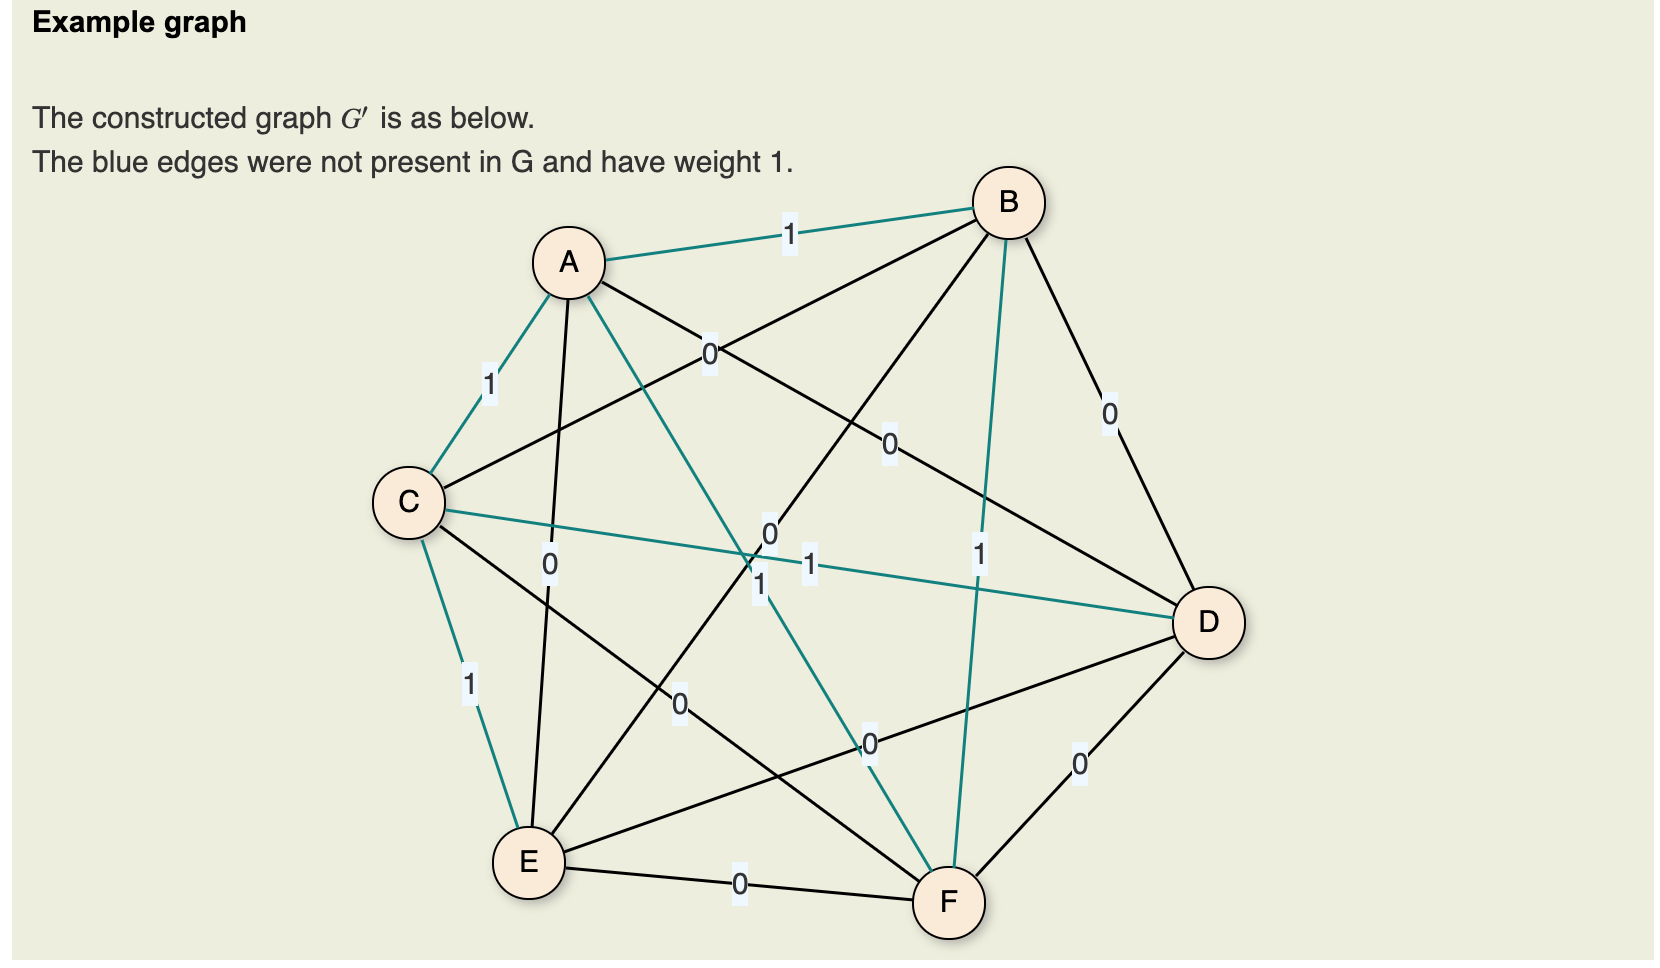 Example graph
The constructed graph G′ is as below.
The blue edges were not present in G and have weight 1.
B
1
A
0
1
0
0
C
0
1
0
1
1
D
1
0
0
0
E
0
F